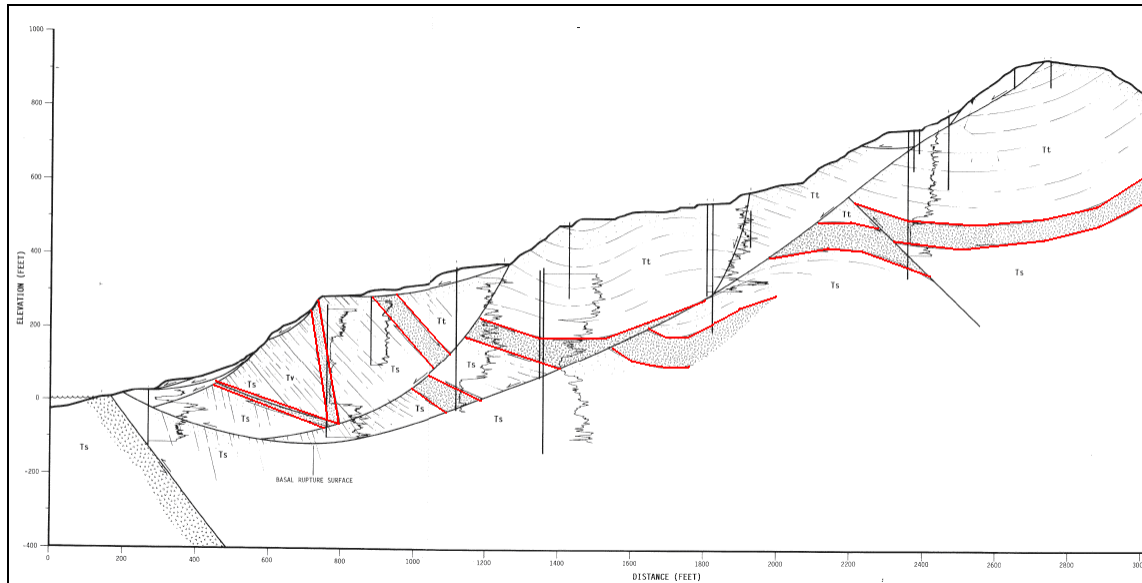 1000
800
600
400
200
0
-200
-400
ELEVATION (FEET)
Tt
Tt
Tt
Tt
Ts
Ts
Tt
Ts
Ts
Ts
Tv
Ts
Ts
Ts
Ts
Ts
BASAL RUPTURE SURFACE
0 200 400 600 800 1000 1200 1400 1600 1800 2000 2200 2400 2600 2800
DISTANCE (FEET)